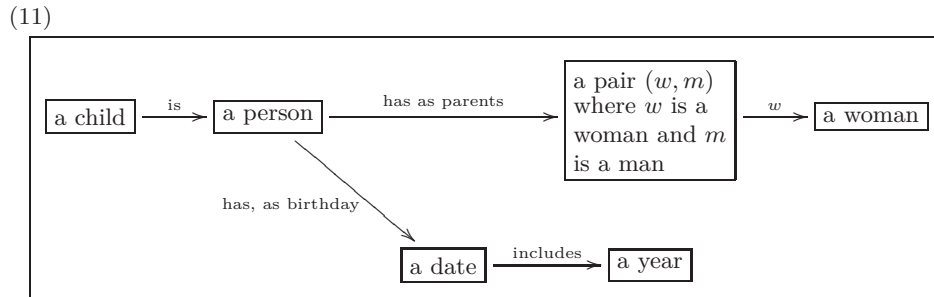 (11)
a child
is
a person
has as parents
a pair (w, m)
where w is a
woman and m
is a man
w
a woman
has, as birthday
a date
includes
a year